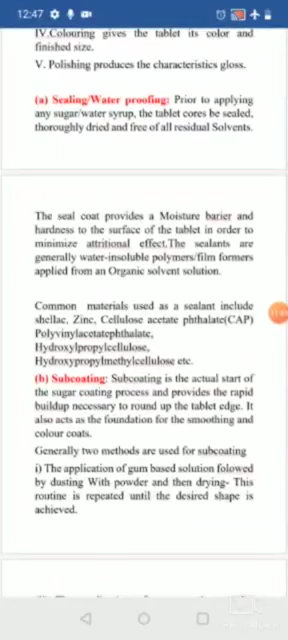 12:47
IV.Colouring gives the tablet its color and
finished size.
V. Polishing produces the characteristics gloss.
(a) Sealing/Water proofing: Prior to applying
any sugar/water syrup, the tablet cores be sealed,
thoroughly dried and free of all residual Solvents.
The seal coat provides a Moisture barier and
hardness to the surface of the tablet in order to
minimize attritional effect.The sealants are
generally water-insoluble polymers/film formers
applied from an Organic solvent solution.
Common materials used as a sealant include
shellac, Zinc, Cellulose acetate phthalate(CAP)
Polyvinylacetatephthalate,
Hydroxylpropylcellulose,
Hydroxypropylmethylcellulose etc.
(b) Subcoating: Subcoating is the actual start of
the sugar coating process and provides the rapid
buildup necessary to round up the tablet edge. It
also acts as the foundation for the smoothing and
colour coats.
Generally two methods are used for subcoating
i) The application of gum based solution folowed
by dusting With powder and then drying- This
routine is repeated until the desired shape is
achieved.